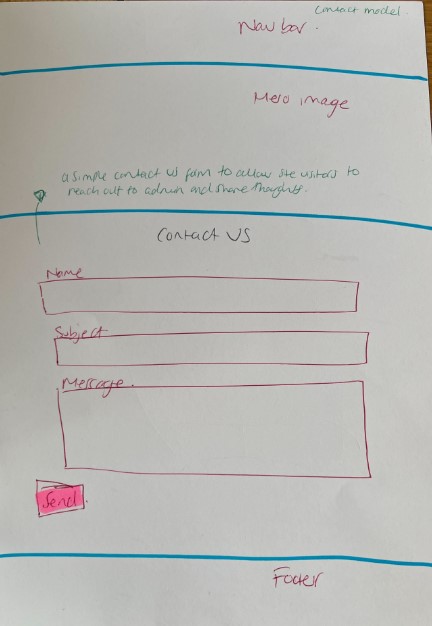 Contact model.
Nav bar.
Hero image
a simple contact us form to allow site visitors to
reach out to admin and share thoughts.
Contact US
Name
Subject
Message.
Send
Footer